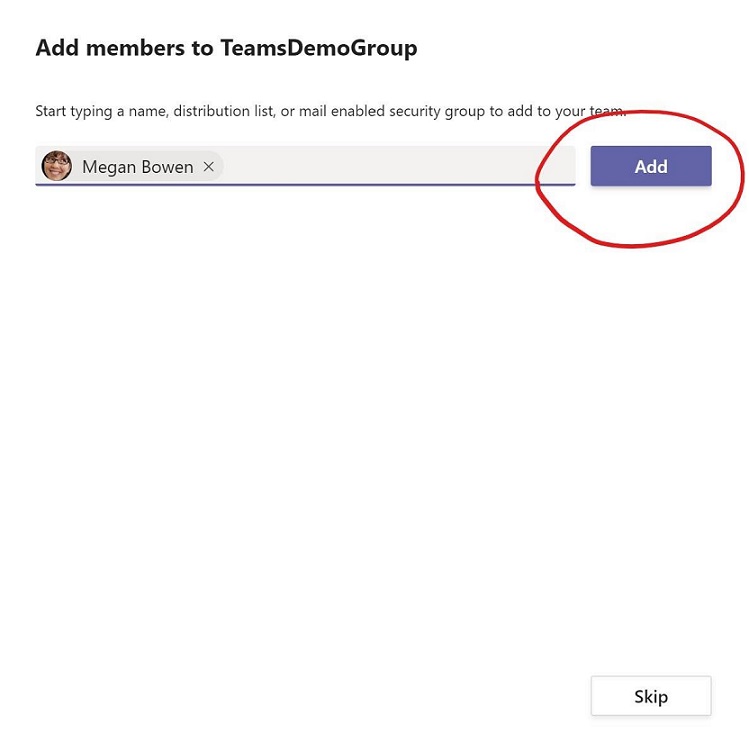 Add members to TeamsDemoGroup
Start typing a name, distribution list, or mail enabled security group to add to your team.
Megan Bowen
Add
Skip